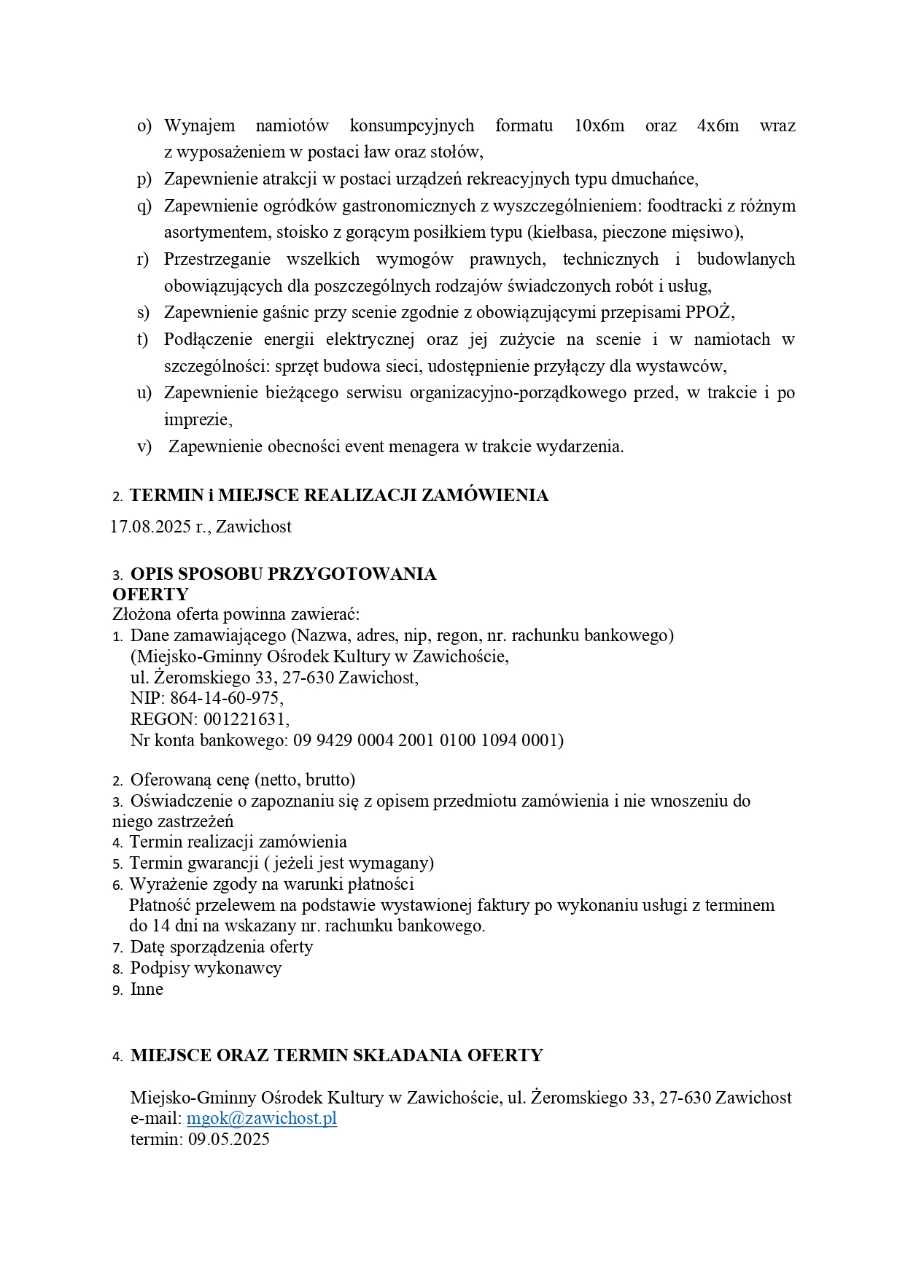 o) Wynajem namiotów konsumpcyjnych formatu 10x6m oraz 4x6m wraz
z wyposażeniem w postaci ław oraz stołów,
p) Zapewnienie atrakcji w postaci urządzeń rekreacyjnych typu dmuchańce,
q) Zapewnienie ogródków gastronomicznych z wyszczególnieniem: foodtracki z różnym
asortymentem, stoisko z gorącym posiłkiem typu (kiełbasa, pieczone mięsiwo),
r) Przestrzeganie wszelkich wymogów prawnych, technicznych i budowlanych
obowiązujących dla poszczególnych rodzajów świadczonych robót i usług,
s) Zapewnienie gaśnic przy scenie zgodnie z obowiązującymi przepisami PPOŻ,
t) Podłączenie energii elektrycznej oraz jej zużycie na scenie i w namiotach w
szczególności: sprzęt budowa sieci, udostępnienie przyłączy dla wystawców,
u) Zapewnienie bieżącego serwisu organizacyjno-porządkowego przed, w trakcie i po
imprezie,
v) Zapewnienie obecności event menagera w trakcie wydarzenia.
2. TERMIN i MIEJSCE REALIZACJI ZAMÓWIENIA
17.08.2025 r., Zawichost
3. OPIS SPOSOBU PRZYGOTOWANIA
OFERTY
Złożona oferta powinna zawierać:
1. Dane zamawiającego (Nazwa, adres, nip, regon, nr. rachunku bankowego)
(Miejsko-Gminny Ośrodek Kultury w Zawichoście,
ul. Żeromskiego 33, 27-630 Zawichost,
NIP: 864-14-60-975,
REGON: 001221631,
Nr konta bankowego: 09 9429 0004 2001 0100 1094 0001)
2. Oferowaną cenę (netto, brutto)
3. Oświadczenie o zapoznaniu się z opisem przedmiotu zamówienia i nie wnoszeniu do
niego zastrzeżeń
4. Termin realizacji zamówienia
5. Termin gwarancji ( jeżeli jest wymagany)
6. Wyrażenie zgody na warunki płatności
Płatność przelewem na podstawie wystawionej faktury po wykonaniu usługi z terminem
do 14 dni na wskazany nr. rachunku bankowego.
7. Datę sporządzenia oferty
8. Podpisy wykonawcy
9. Inne
4. MIEJSCE ORAZ TERMIN SKŁADANIA OFERTY
Miejsko-Gminny Ośrodek Kultury w Zawichoście, ul. Żeromskiego 33, 27-630 Zawichost
e-mail: mgok@zawichost.pl
termin: 09.05.2025